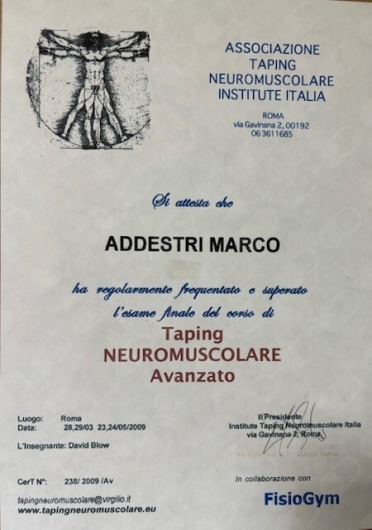 ASSOCIAZIONE
TAPING
NEUROMUSCOLARE
INSTITUTE ITALIA
ROMA
via Gavinana 2, 00192
06 3611685
Si attesta che
ADDESTRI MARCO
ha regolarmente frequentato e superato
l'esame finale del corso di
Taping
NEUROMUSCOLARE
Avanzato
Luogo: Roma
Data: 28,29/03 23,24/05/2009
L'Insegnante: David Blow
Il Presidente
Institute Taping Neuromuscolare Italia
via Gavinana 2, Roma
CerT N°: 238/ 2009 /Av
In collaborazione con
tapingneuromuscolare@virgilio.it
www.tapingneuromuscolare.eu
FisioGym